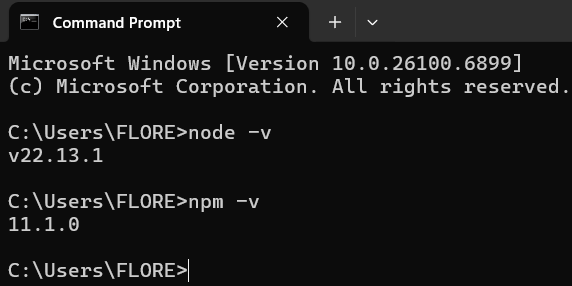 Command Prompt
Microsoft Windows [Version 10.0.26100.6899]
(c) Microsoft Corporation. All rights reserved.
C:\Users\FLORE>node -v
v22.13.1
C:\Users\FLORE>npm -v
11.1.0
C:\Users\FLORE>